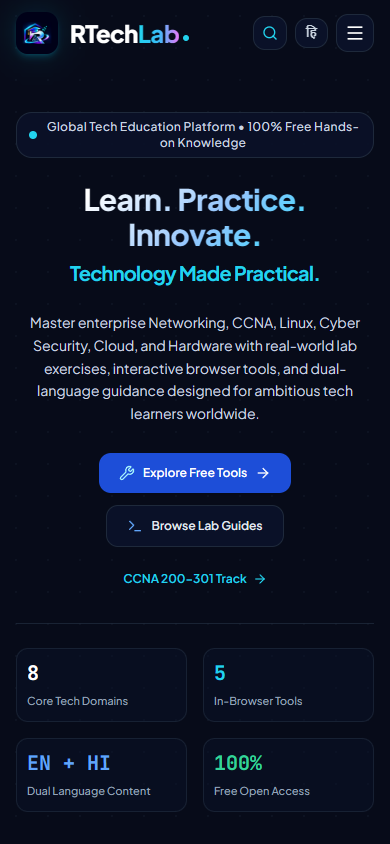 RTechLab
हि
Global Tech Education Platform • 100% Free Hands-
on Knowledge
Learn. Practice.
Innovate.
Technology Made Practical.
Master enterprise Networking, CCNA, Linux, Cyber
Security, Cloud, and Hardware with real-world lab
exercises, interactive browser tools, and dual-
language guidance designed for ambitious tech
learners worldwide.
Explore Free Tools →
Browse Lab Guides
CCNA 200-301 Track →
8
Core Tech Domains
5
In-Browser Tools
EN + HI
Dual Language Content
100%
Free Open Access